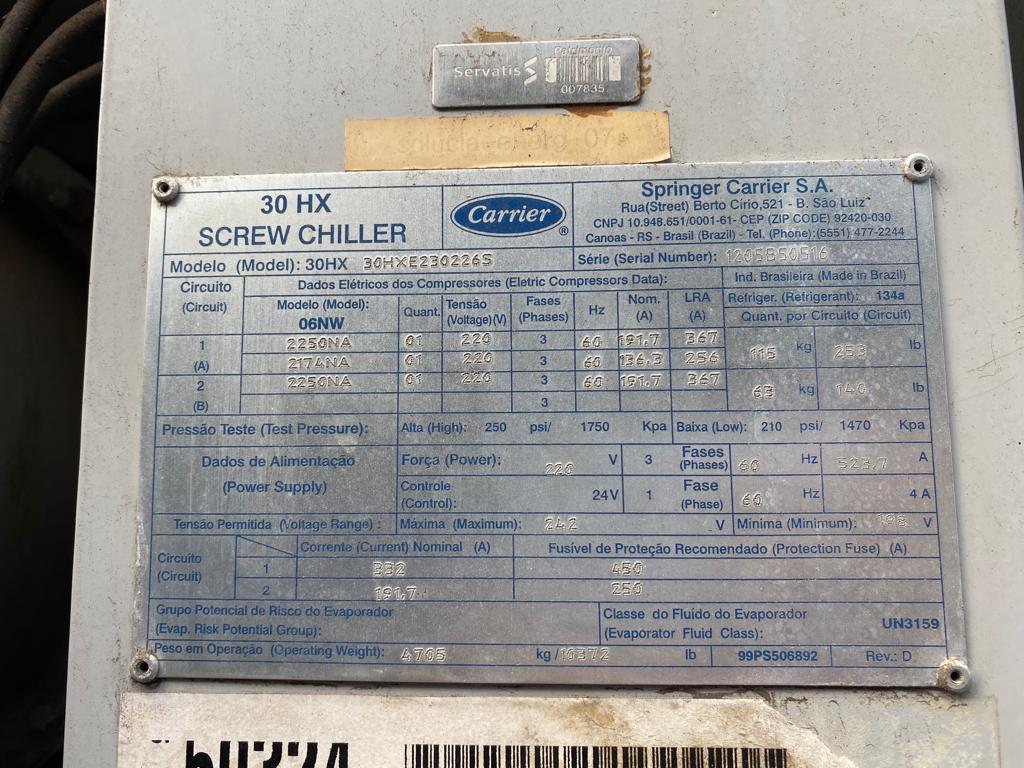 Patrimônio
Servatis
007835
30 HX
SCREW CHILLER
Carrier ®
Springer Carrier S.A.
Rua(Street) Berto Círio,521 - B. São Luiz
CNPJ 10.948.651/0001-61- CEP (ZIP CODE) 92420-030
Canoas - RS - Brasil (Brazil) - Tel. (Phone):(5551) 477-2244
Modelo (Model): 30HX 30HXE230226S
Série (Serial Number): 1205B50516
Circuito (Circuit)
Dados Elétricos dos Compressores (Eletric Compressors Data):
Ind. Brasileira (Made in Brazil)
Modelo (Model): 06NW Quant. Tensão (Voltage)(V) Fases (Phases) Hz Nom. (A) LRA (A)
Refriger. (Refrigerant): 134a
Quant. por Circuito (Circuit)
1 2250NA 01 220 3 60 191,7 367
(A) 2174NA 01 220 3 60 136,3 256
115 kg 253 lb
2 2250NA 01 220 3 60 191,7 367
(B) 3
63 kg 140 lb
Pressão Teste (Test Pressure): Alta (High): 250 psi/ 1750 Kpa Baixa (Low): 210 psi/ 1470 Kpa
Dados de Alimentação
(Power Supply)
Força (Power): 220 V 3 Fases (Phases) 60 Hz 523,7 A
Controle (Control): 24V 1 Fase (Phase) 60 Hz 4 A
Tensão Permitida (Voltage Range) : Máxima (Maximum): 242 V Minima (Minimum): 198 V
Circuito (Circuit)
Corrente (Current) Nominal (A) Fusível de Proteção Recomendado (Protection Fuse) (A)
1 332 450
2 191,7 250
Grupo Potencial de Risco do Evaporador
(Evap. Risk Potential Group):
Classe do Fluído do Evaporador
(Evaporator Fluid Class): UN3159
Peso em Operação (Operating Weight): 4705 kg /10372 lb 99PS506892 Rev.: D